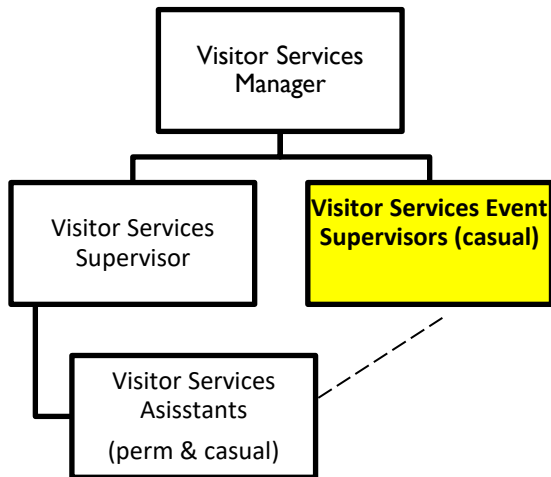 Visitor Services
Manager
Visitor Services
Supervisor
Visitor Services Event
Supervisors (casual)
Visitor Services
Asisstants
(perm & casual)